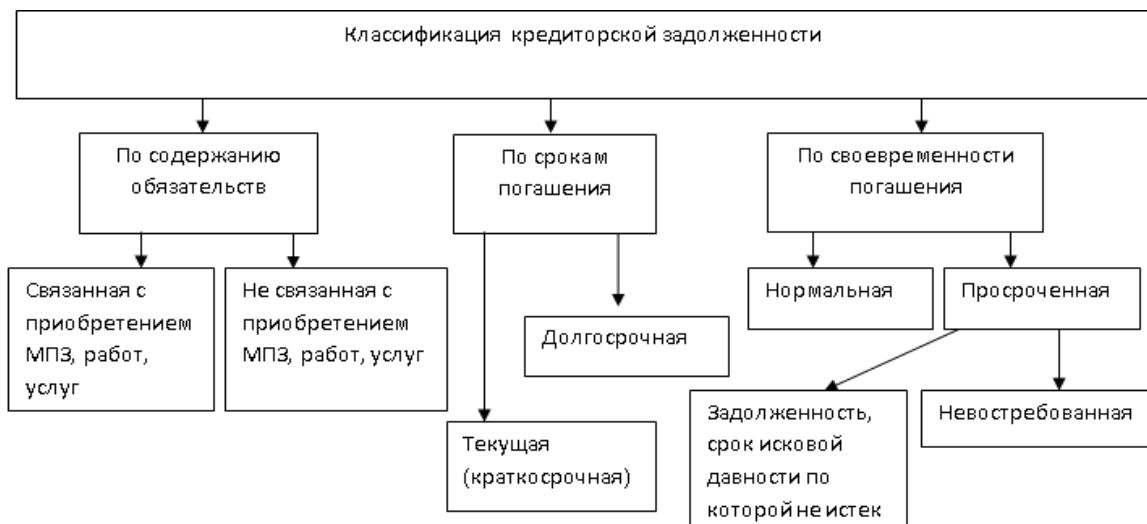 Классификация кредиторской задолженности
По содержанию
обязательств
По срокам
погашения
По своевременности
погашения
Связанная с
приобретением
МПЗ, работ,
услуг
Не связанная с
приобретением
МПЗ, работ, услуг
Нормальная
Просроченная
Долгосрочная
Текущая
(краткосрочная)
Задолженность,
срок исковой
давности по
которой не истек
Невостребованная